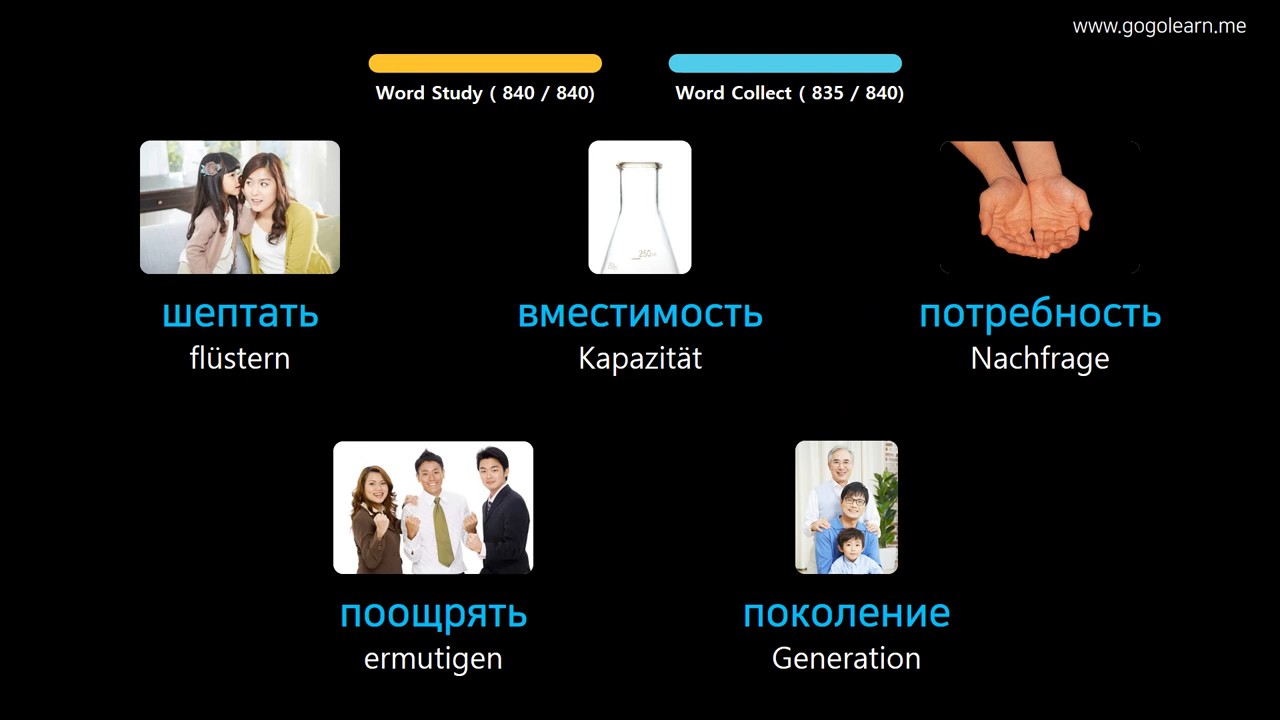 www.gogolearn.me
Word Study ( 840 / 840)
Word Collect ( 835 / 840)
250
шептать
вместимость
потребность
flüstern
Kapazität
Nachfrage
поощрять
поколение
ermutigen
Generation